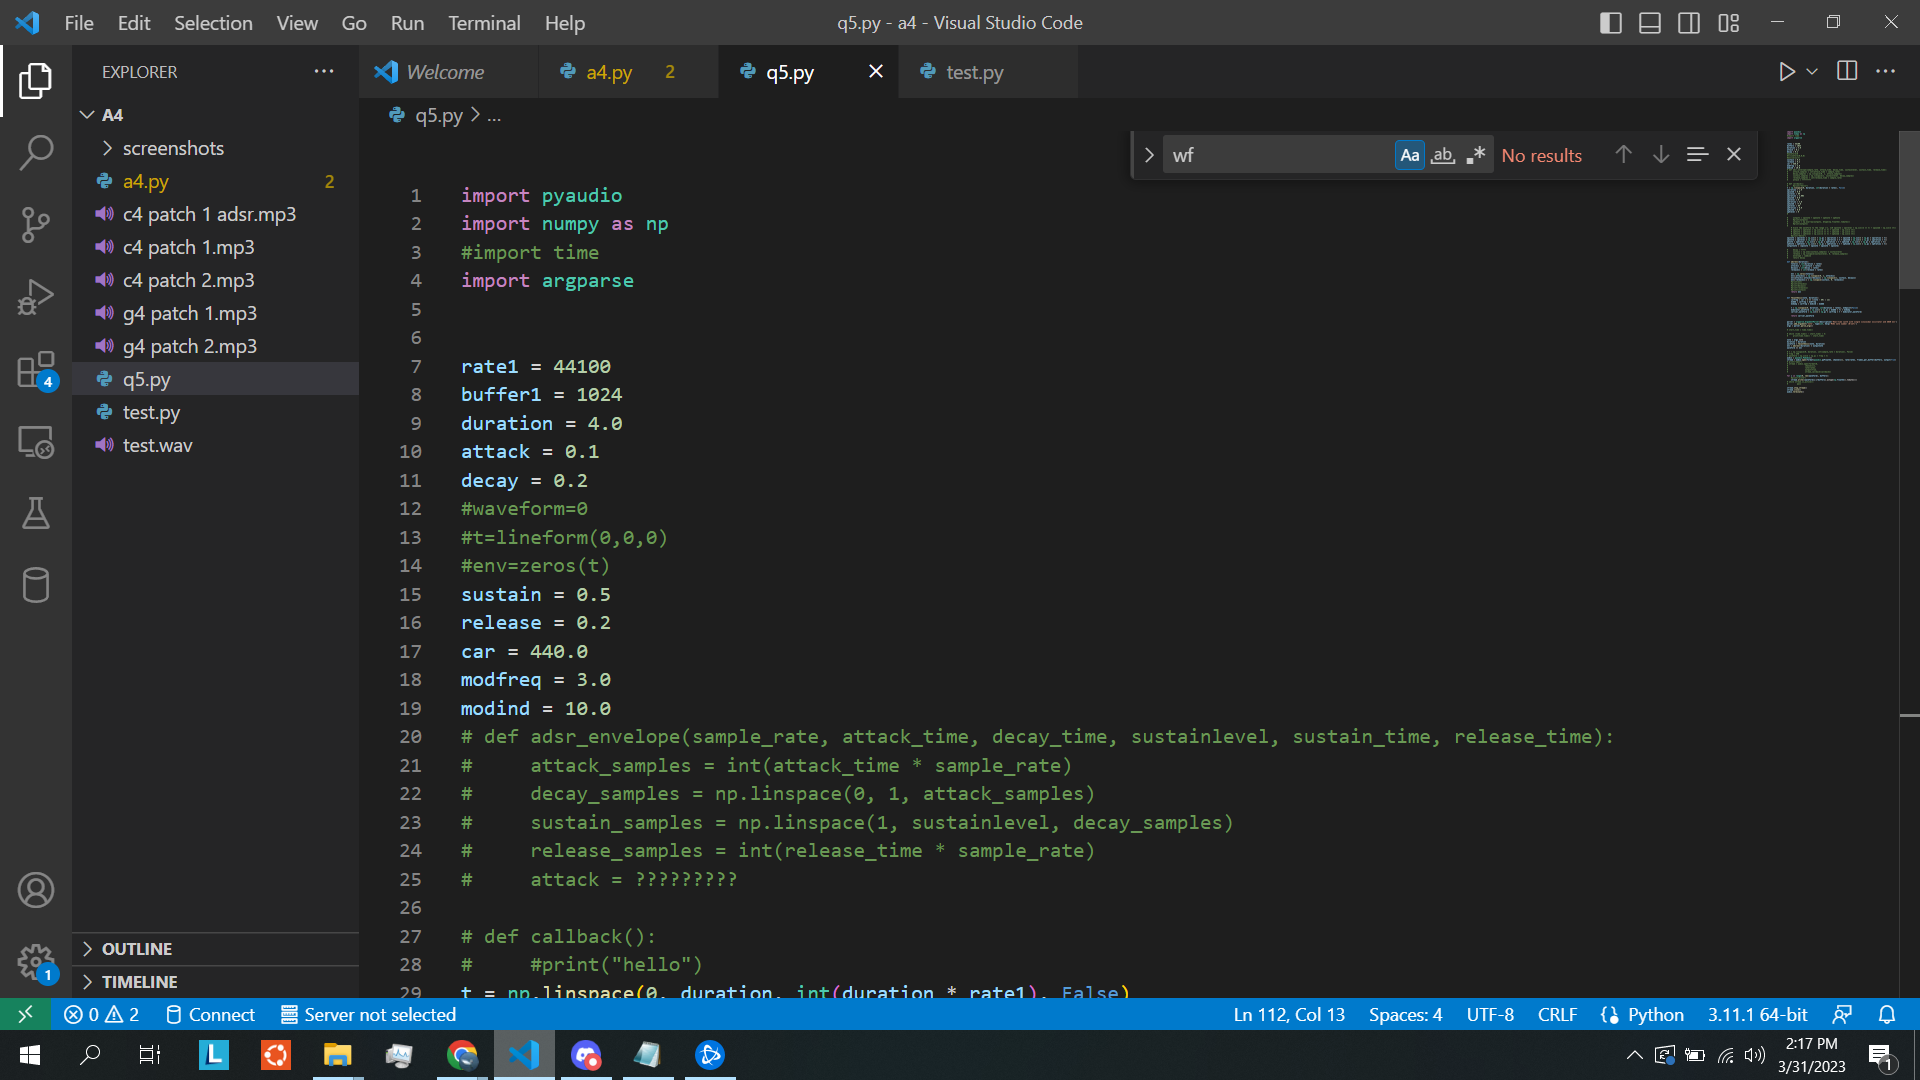 File Edit Selection View Go Run Terminal Help
q5.py - a4 - Visual Studio Code
EXPLORER
Welcome
a4.py 2
q5.py
test.py
A4
screenshots
a4.py 2
c4 patch 1 adsr.mp3
c4 patch 1.mp3
c4 patch 2.mp3
g4 patch 1.mp3
g4 patch 2.mp3
q5.py
test.py
test.wav
OUTLINE
TIMELINE
4
1
q5.py > ...
wf Aa ab .* No results
1 import pyaudio
2 import numpy as np
3 #import time
4 import argparse
5
6
7 rate1 = 44100
8 buffer1 = 1024
9 duration = 4.0
10 attack = 0.1
11 decay = 0.2
12 #waveform=0
13 #t=lineform(0,0,0)
14 #env=zeros(t)
15 sustain = 0.5
16 release = 0.2
17 car = 440.0
18 modfreq = 3.0
19 modind = 10.0
20 # def adsr_envelope(sample_rate, attack_time, decay_time, sustainlevel, sustain_time, release_time):
21 #     attack_samples = int(attack_time * sample_rate)
22 #     decay_samples = np.linspace(0, 1, attack_samples)
23 #     sustain_samples = np.linspace(1, sustainlevel, decay_samples)
24 #     release_samples = int(release_time * sample_rate)
25 #     attack = ?????????
26
27 # def callback():
28 #     #print("hello")
29 t = np.linspace(0, duration, int(duration * rate1), False)
0 2 Connect Server not selected
Ln 112, Col 13 Spaces: 4 UTF-8 CRLF Python 3.11.1 64-bit
L
2:17 PM
3/31/2023
1